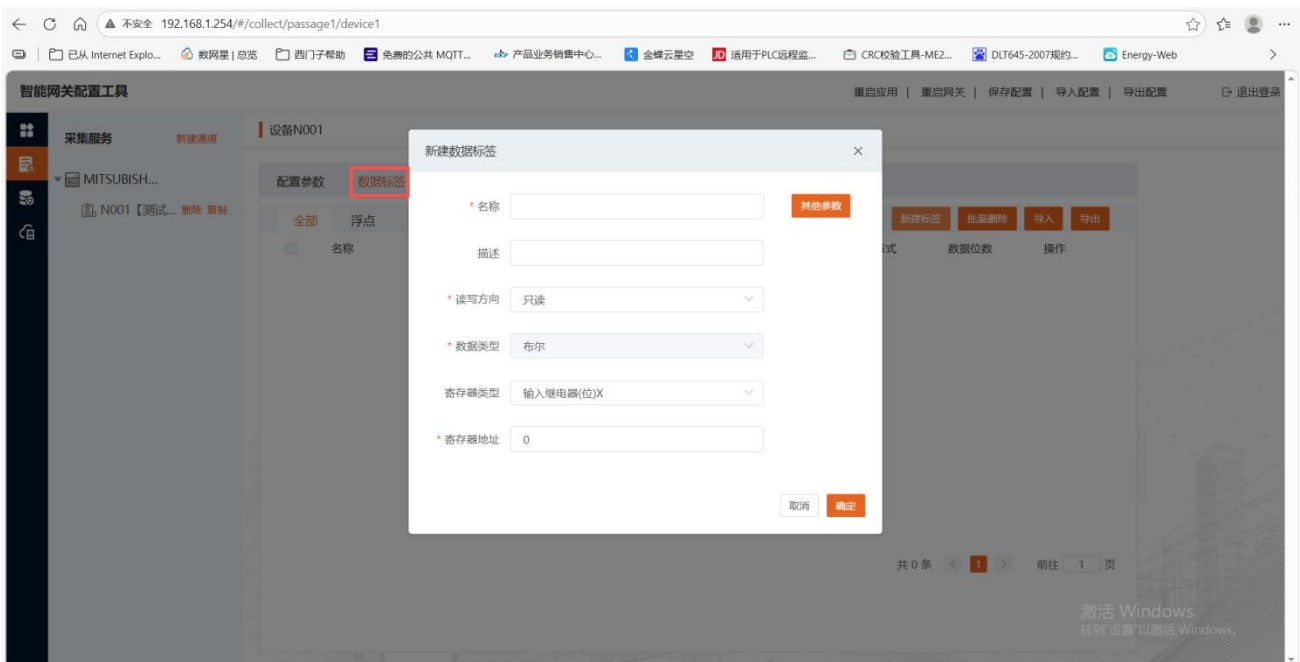 不安全 192.168.1.254/#/collect/passage1/device1
已从 Internet Explo... 数网星 | 总览 西门子帮助 免费的公共 MQTT... 产品业务销售中心... 金蝶云星空 JD 适用于PLC远程监... CRC校验工具-ME2... DLT645-2007规约... Energy-Web
智能网关配置工具 重启应用 | 重启网关 | 保存配置 | 导入配置 | 导出配置 退出登录
采集服务 新建通道
MITSUBISH...
N001【测试... 删除 复制
设备N001
配置参数 数据标签
全部 浮点 新建标签 批量删除 导入 导出
名称 方式 数据位数 操作
新建数据标签
* 名称 其他参数
描述
* 读写方向 只读
* 数据类型 布尔
寄存器类型 输入继电器(位)X
* 寄存器地址 0
取消 确定
共 0 条 < 1 > 前往 1 页
激活 Windows
转到"设置"以激活 Windows。